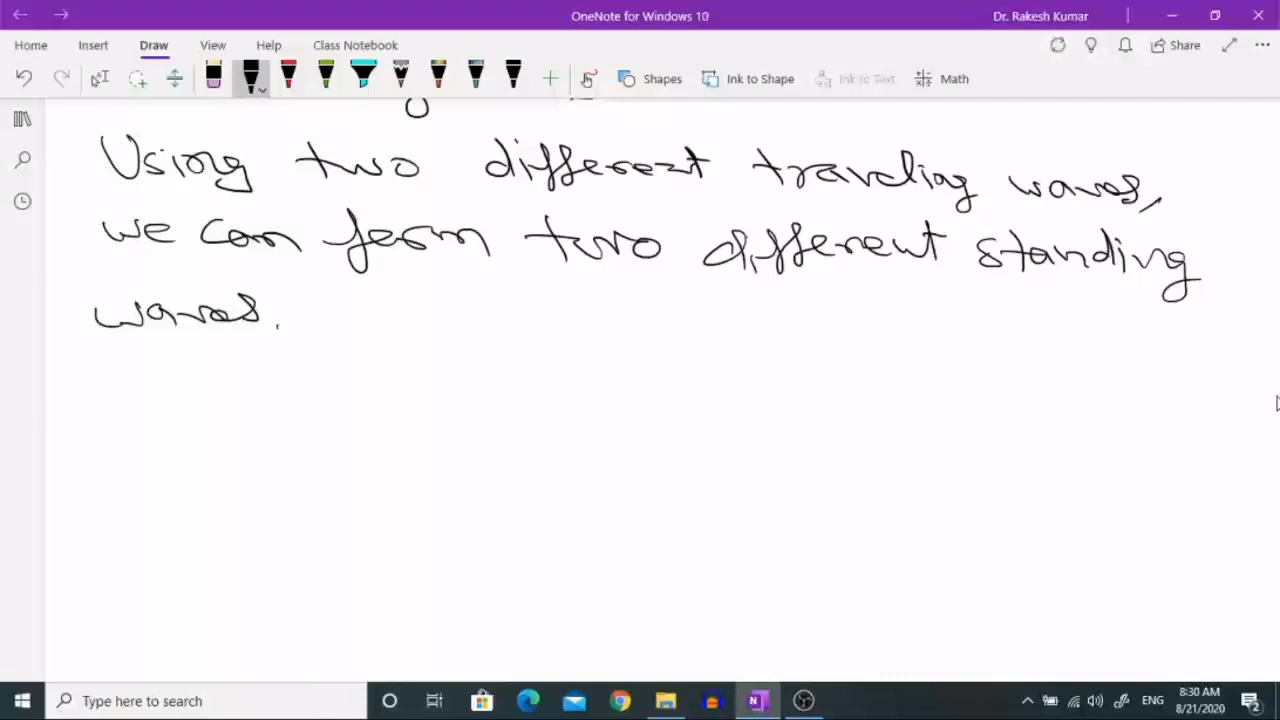 OneNote for Windows 10
Dr. Rakesh Kumar
Home Insert Draw View Help Class Notebook Share
Shapes Ink to Shape Ink to Text Math
Using two different traveling waves,
we can form two different standing
waves.
Type here to search
ENG
8:30 AM
8/21/2020
2